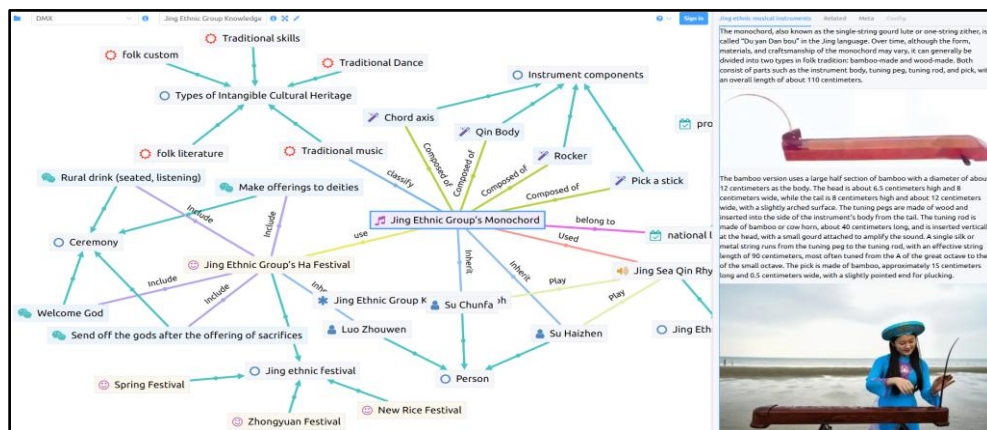 DMX
Jing Ethnic Group Knowledge
Sign in
Jing ethnic musical instruments
Related
Meta
Config
Traditional skills
folk custom
Traditional Dance
Types of Intangible Cultural Heritage
Instrument components
Chord axis
Qin Body
Rocker
Pick a stick
folk literature
Traditional music
classify
Composed of
Composed of
Composed of
Composed of
Rural drink (seated, listening)
Make offerings to deities
Include
Include
Jing Ethnic Group's Monochord
belong to
Ceremony
use
Used
Jing Ethnic Group's Ha Festival
Jing Sea Qin Rhy
Include
Include
Inherit
Inherit
Play
Play
Jing Ethnic Group
Su Chunfa
Welcome God
Send off the gods after the offering of sacrifices
Luo Zhouwen
Su Haizhen
Jing ethnic festival
Person
Spring Festival
New Rice Festival
Zhongyuan Festival
The monochord, also known as the single-string gourd lute or one-string zither, is
called "Du yan Dan bou" in the Jing language. Over time, although the form,
materials, and craftsmanship of the monochord may vary, it can generally be
divided into two types in folk tradition: bamboo-made and wood-made. Both
consist of parts such as the instrument body, tuning peg, tuning rod, and pick, wit
an overall length of about 110 centimeters.
The bamboo version uses a large half section of bamboo with a diameter of about
12 centimeters as the body. The head is about 6.5 centimeters high and 8
centimeters wide, while the tail is 8 centimeters high and about 12 centimeters
wide, with a slightly arched surface. The tuning pegs are made of wood and
inserted into the side of the instrument's body from the tail. The tuning rod is
made of bamboo or cow horn, about 40 centimeters long, and is inserted vertical
at the head, with a small gourd attached to amplify the sound. A single silk or
metal string runs from the tuning peg to the tuning rod, with an effective string
length of 90 centimeters, most often tuned from the A of the great octave to the
of the small octave. The pick is made of bamboo, approximately 15 centimeters
long and 0.5 centimeters wide, with a slightly pointed end for plucking.